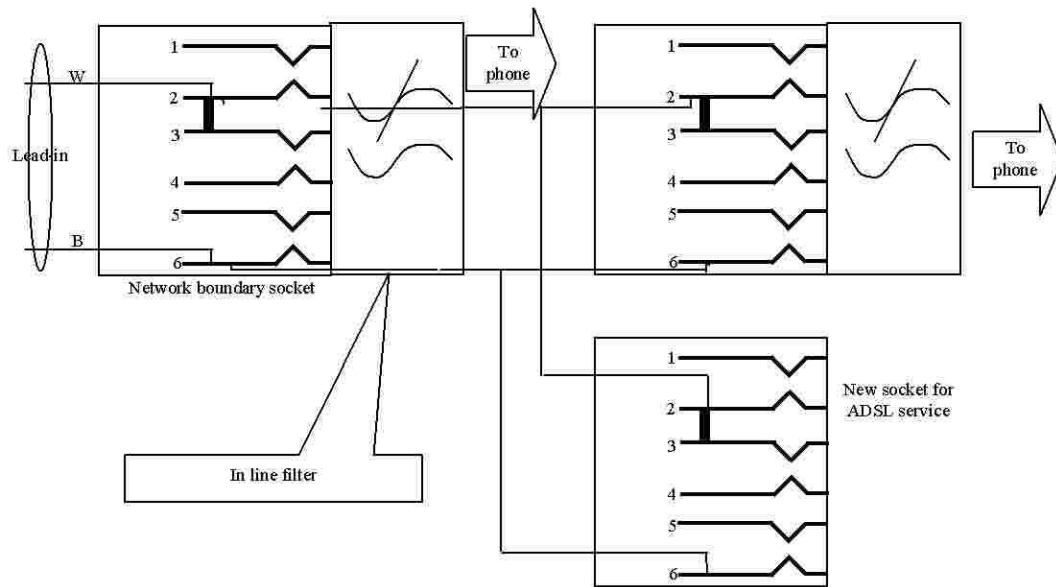 To
phone
1
W
2
3
Lead-in
4
5
B
6
Network boundary socket
1
2
3
4
5
6
To
phone
In line filter
1
2
3
4
5
6
New socket for
ADSL service